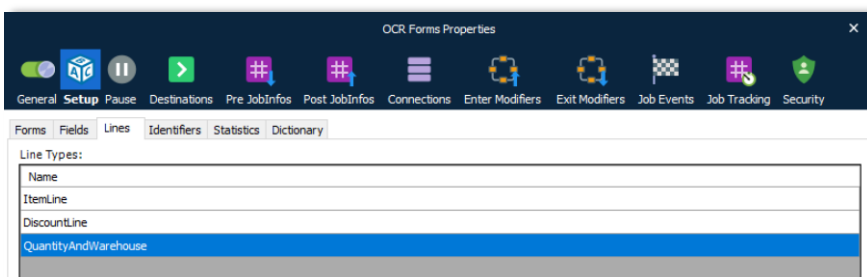 OCR Forms Properties
General Setup Pause Destinations Pre JobInfos Post JobInfos Connections Enter Modifiers Exit Modifiers Job Events Job Tracking Security
Forms Fields Lines Identifiers Statistics Dictionary
Line Types:
Name
ItemLine
DiscountLine
QuantityAndWarehouse